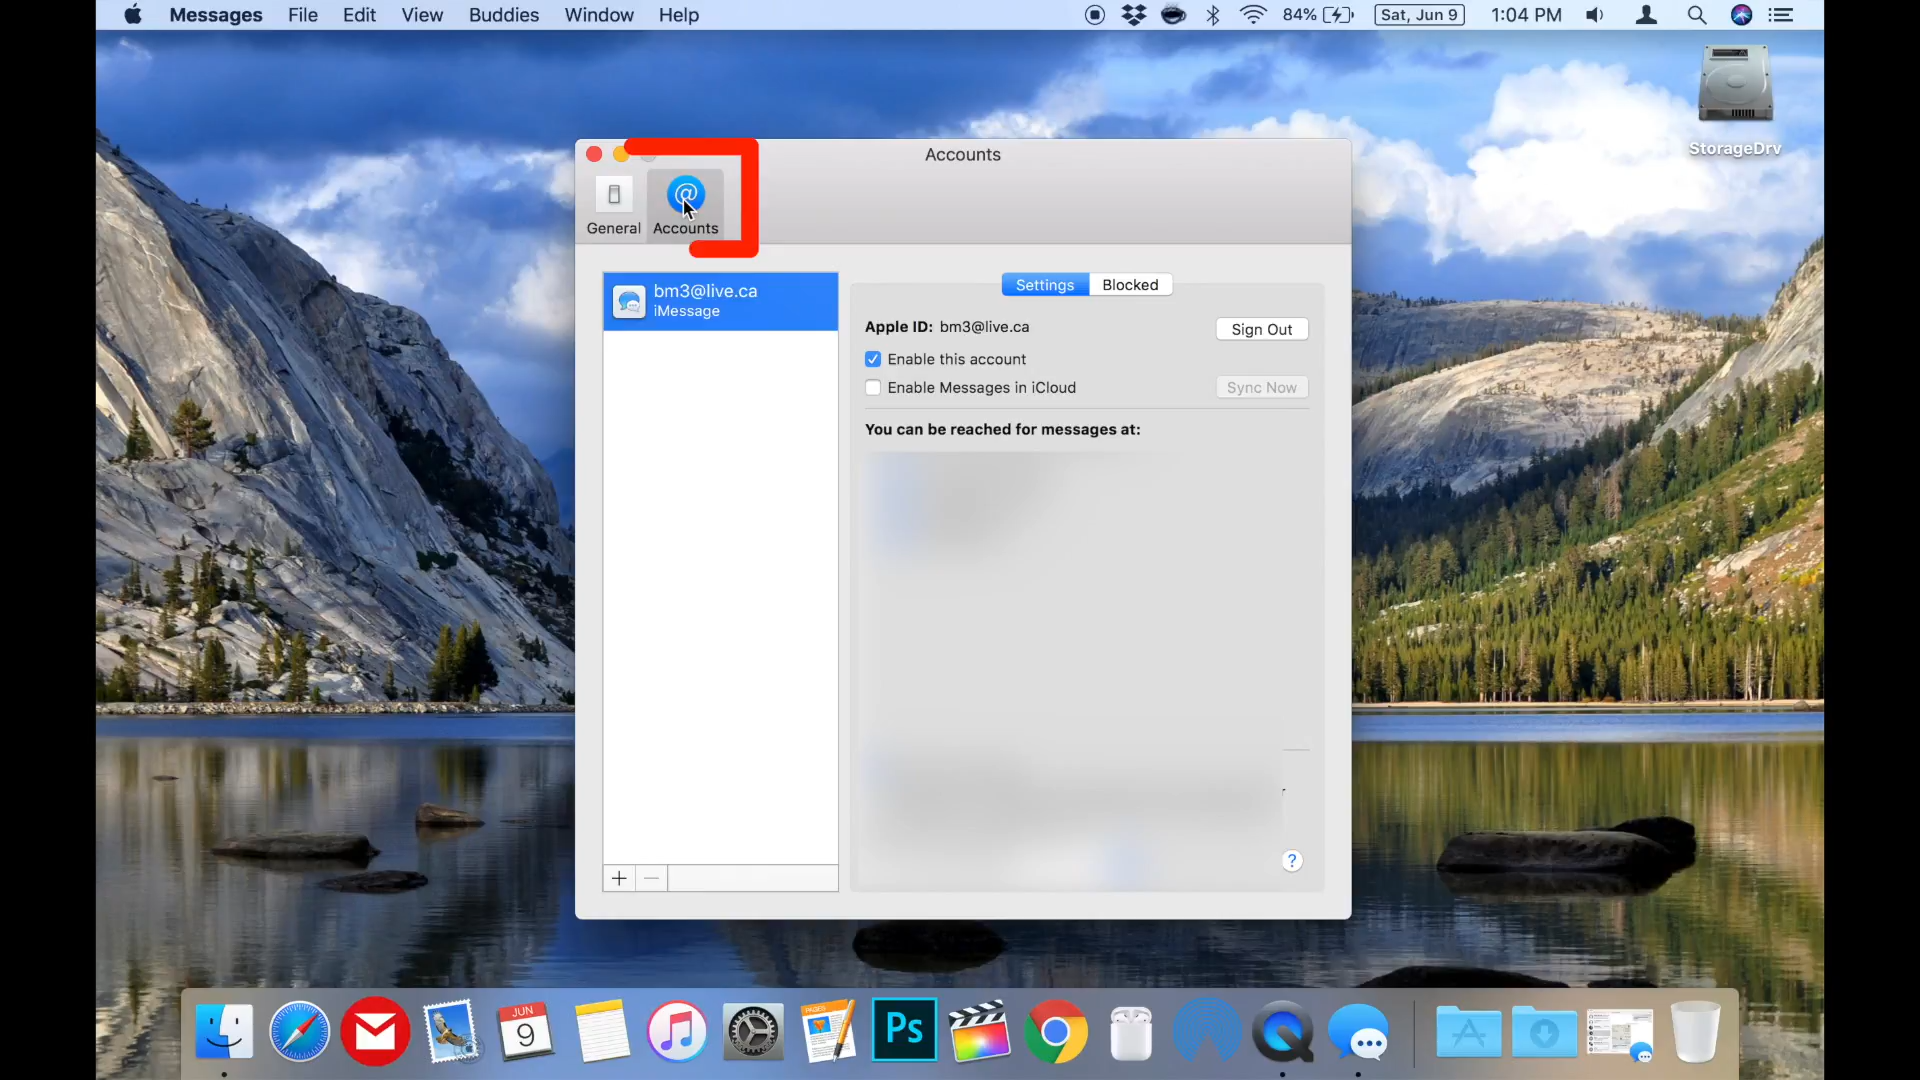 Messages File Edit View Buddies Window Help 84% Sat, Jun 9 1:04 PM
StorageDrv
Accounts
General Accounts
bm3@live.ca
iMessage
Settings Blocked
Apple ID: bm3@live.ca Sign Out
Enable this account
Enable Messages in iCloud Sync Now
You can be reached for messages at:
?
JUN
9
PAGES
Ps